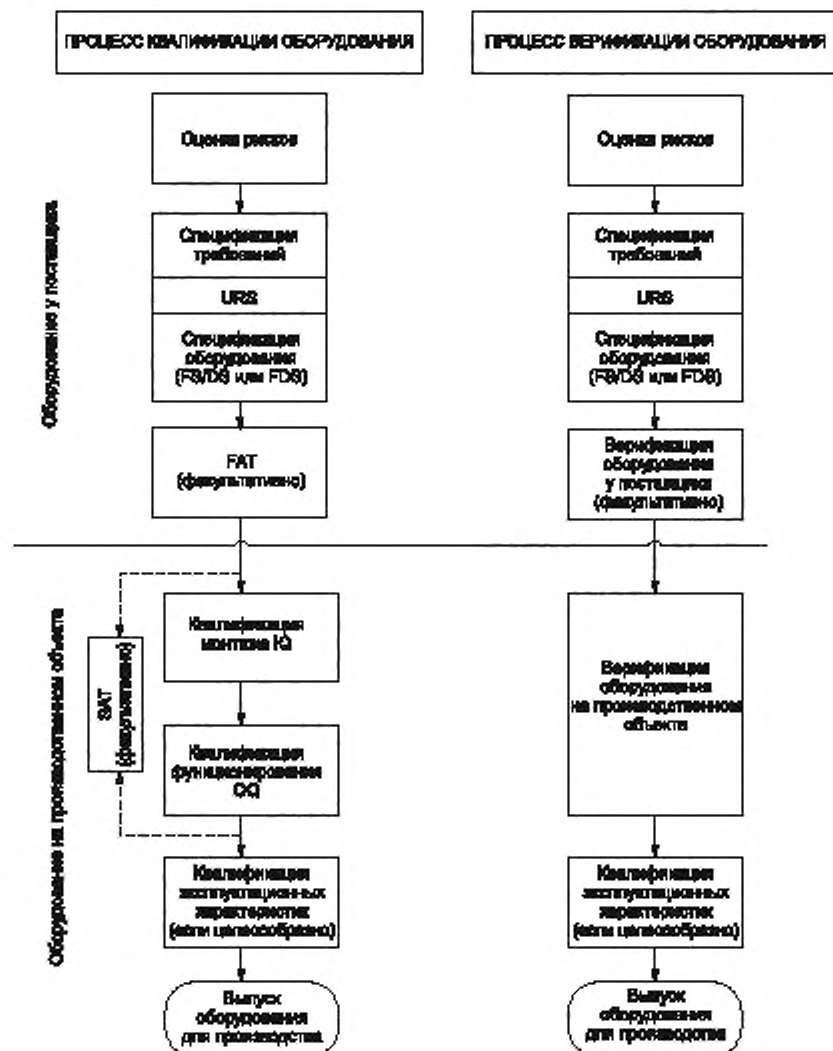 ПРОЦЕСС КВАЛИФИКАЦИИ ОБОРУДОВАНИЯ
Оценка рисков
Спецификация
требований
URS
Спецификация
оборудования
(FS/DS или FDS)
FAT
(факультативно)
Квалификация
монтажа IQ
Квалификация
функционирования
OQ
Квалификация
эксплуатационных
характеристик
(если целесообразно)
Выпуск
оборудования
для производства
ПРОЦЕСС ВЕРИФИКАЦИИ ОБОРУДОВАНИЯ
Оценка рисков
Спецификация
требований
URS
Спецификация
оборудования
(FS/DS или FDS)
Верификация
оборудования
у поставщика
(факультативно)
Верификация
оборудования
на производственном
объекте
Квалификация
эксплуатационных
характеристик
(если целесообразно)
Выпуск
оборудования
для производства
Оборудование у поставщика
Оборудование на производственном объекте
SAT
(факультативно)